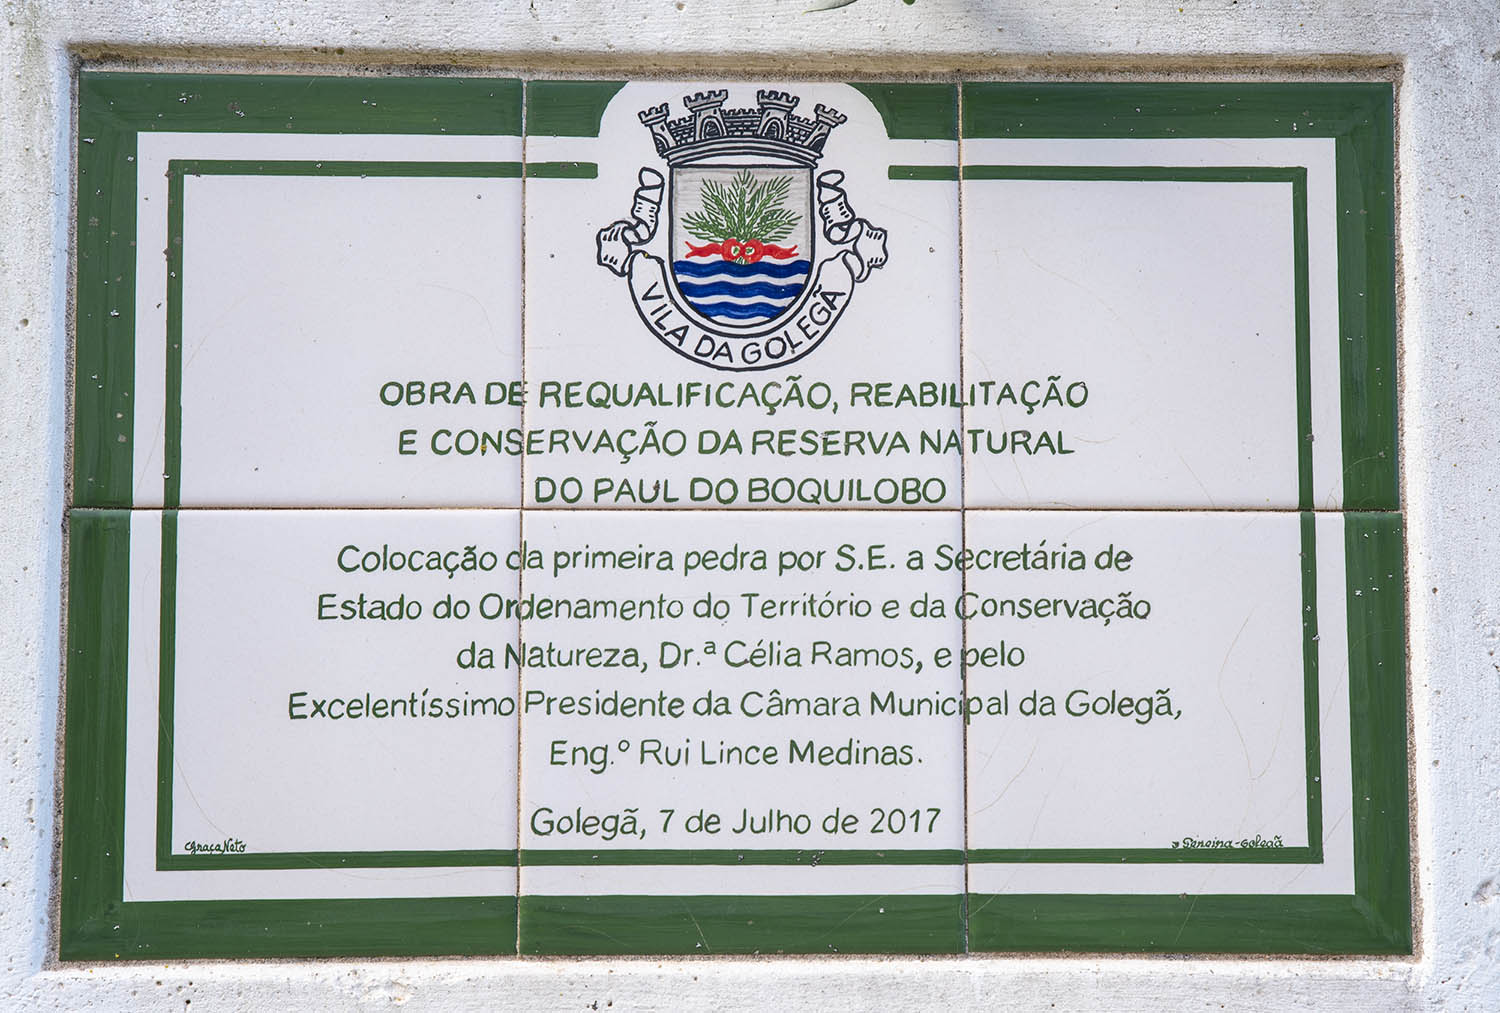 VILA DA GOLEGÃ
OBRA DE REQUALIFICAÇÃO, REABILITAÇÃO
E CONSERVAÇÃO DA RESERVA NATURAL
DO PAUL DO BOQUILOBO
Colocação da primeira pedra por S.E. a Secretária de
Estado do Ordenamento do Território e da Conservação
da Natureza, Dr.ª Célia Ramos, e pelo
Excelentíssimo Presidente da Câmara Municipal da Golegã,
Eng.º Rui Lince Medinas.
Golegã, 7 de Julho de 2017
Graça Neto
Pereira - Golegã